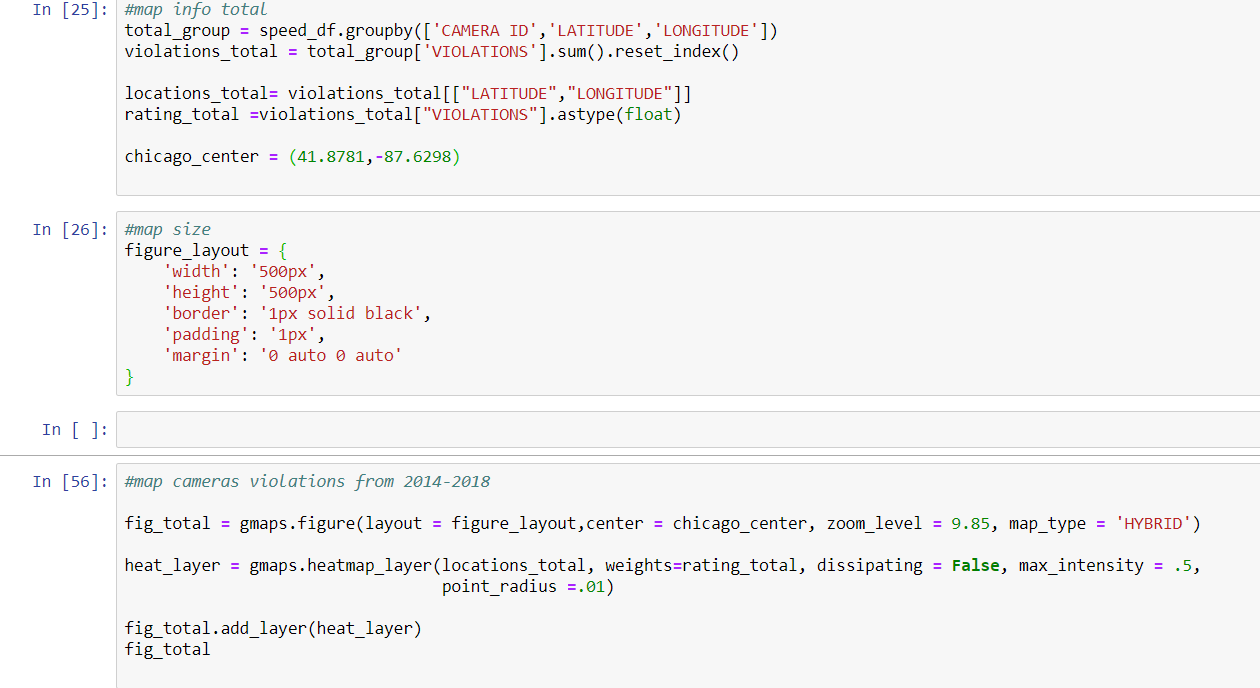 In [25]: #map info total
total_group = speed_df.groupby(['CAMERA ID','LATITUDE','LONGITUDE'])
violations_total = total_group['VIOLATIONS'].sum().reset_index()
locations_total= violations_total[["LATITUDE","LONGITUDE"]]
rating_total =violations_total["VIOLATIONS"].astype(float)
chicago_center = (41.8781,-87.6298)
In [26]: #map size
figure_layout = {
    'width': '500px',
    'height': '500px',
    'border': '1px solid black',
    'padding': '1px',
    'margin': '0 auto 0 auto'
}
In [ ]:
In [56]: #map cameras violations from 2014-2018
fig_total = gmaps.figure(layout = figure_layout,center = chicago_center, zoom_level = 9.85, map_type = 'HYBRID')
heat_layer = gmaps.heatmap_layer(locations_total, weights=rating_total, dissipating = False, max_intensity = .5,
                                 point_radius =.01)
fig_total.add_layer(heat_layer)
fig_total